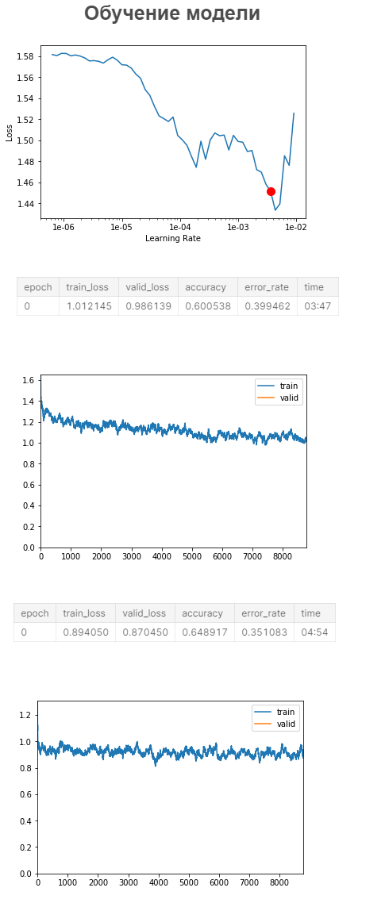 Обучение модели
1.58
1.56
1.54
1.52
1.50
1.48
1.46
1.44
Loss
1e-06 1e-05 1e-04 1e-03 1e-02
Learning Rate
epoch train_loss valid_loss accuracy error_rate time
0 1.012145 0.986139 0.600538 0.399462 03:47
1.6
1.4
1.2
1.0
0.8
0.6
0.4
0.2
0.0
train
valid
0 1000 2000 3000 4000 5000 6000 7000 8000
epoch train_loss valid_loss accuracy error_rate time
0 0.894050 0.870450 0.648917 0.351083 04:54
1.2
1.0
0.8
0.6
0.4
0.2
0.0
train
valid
0 1000 2000 3000 4000 5000 6000 7000 8000